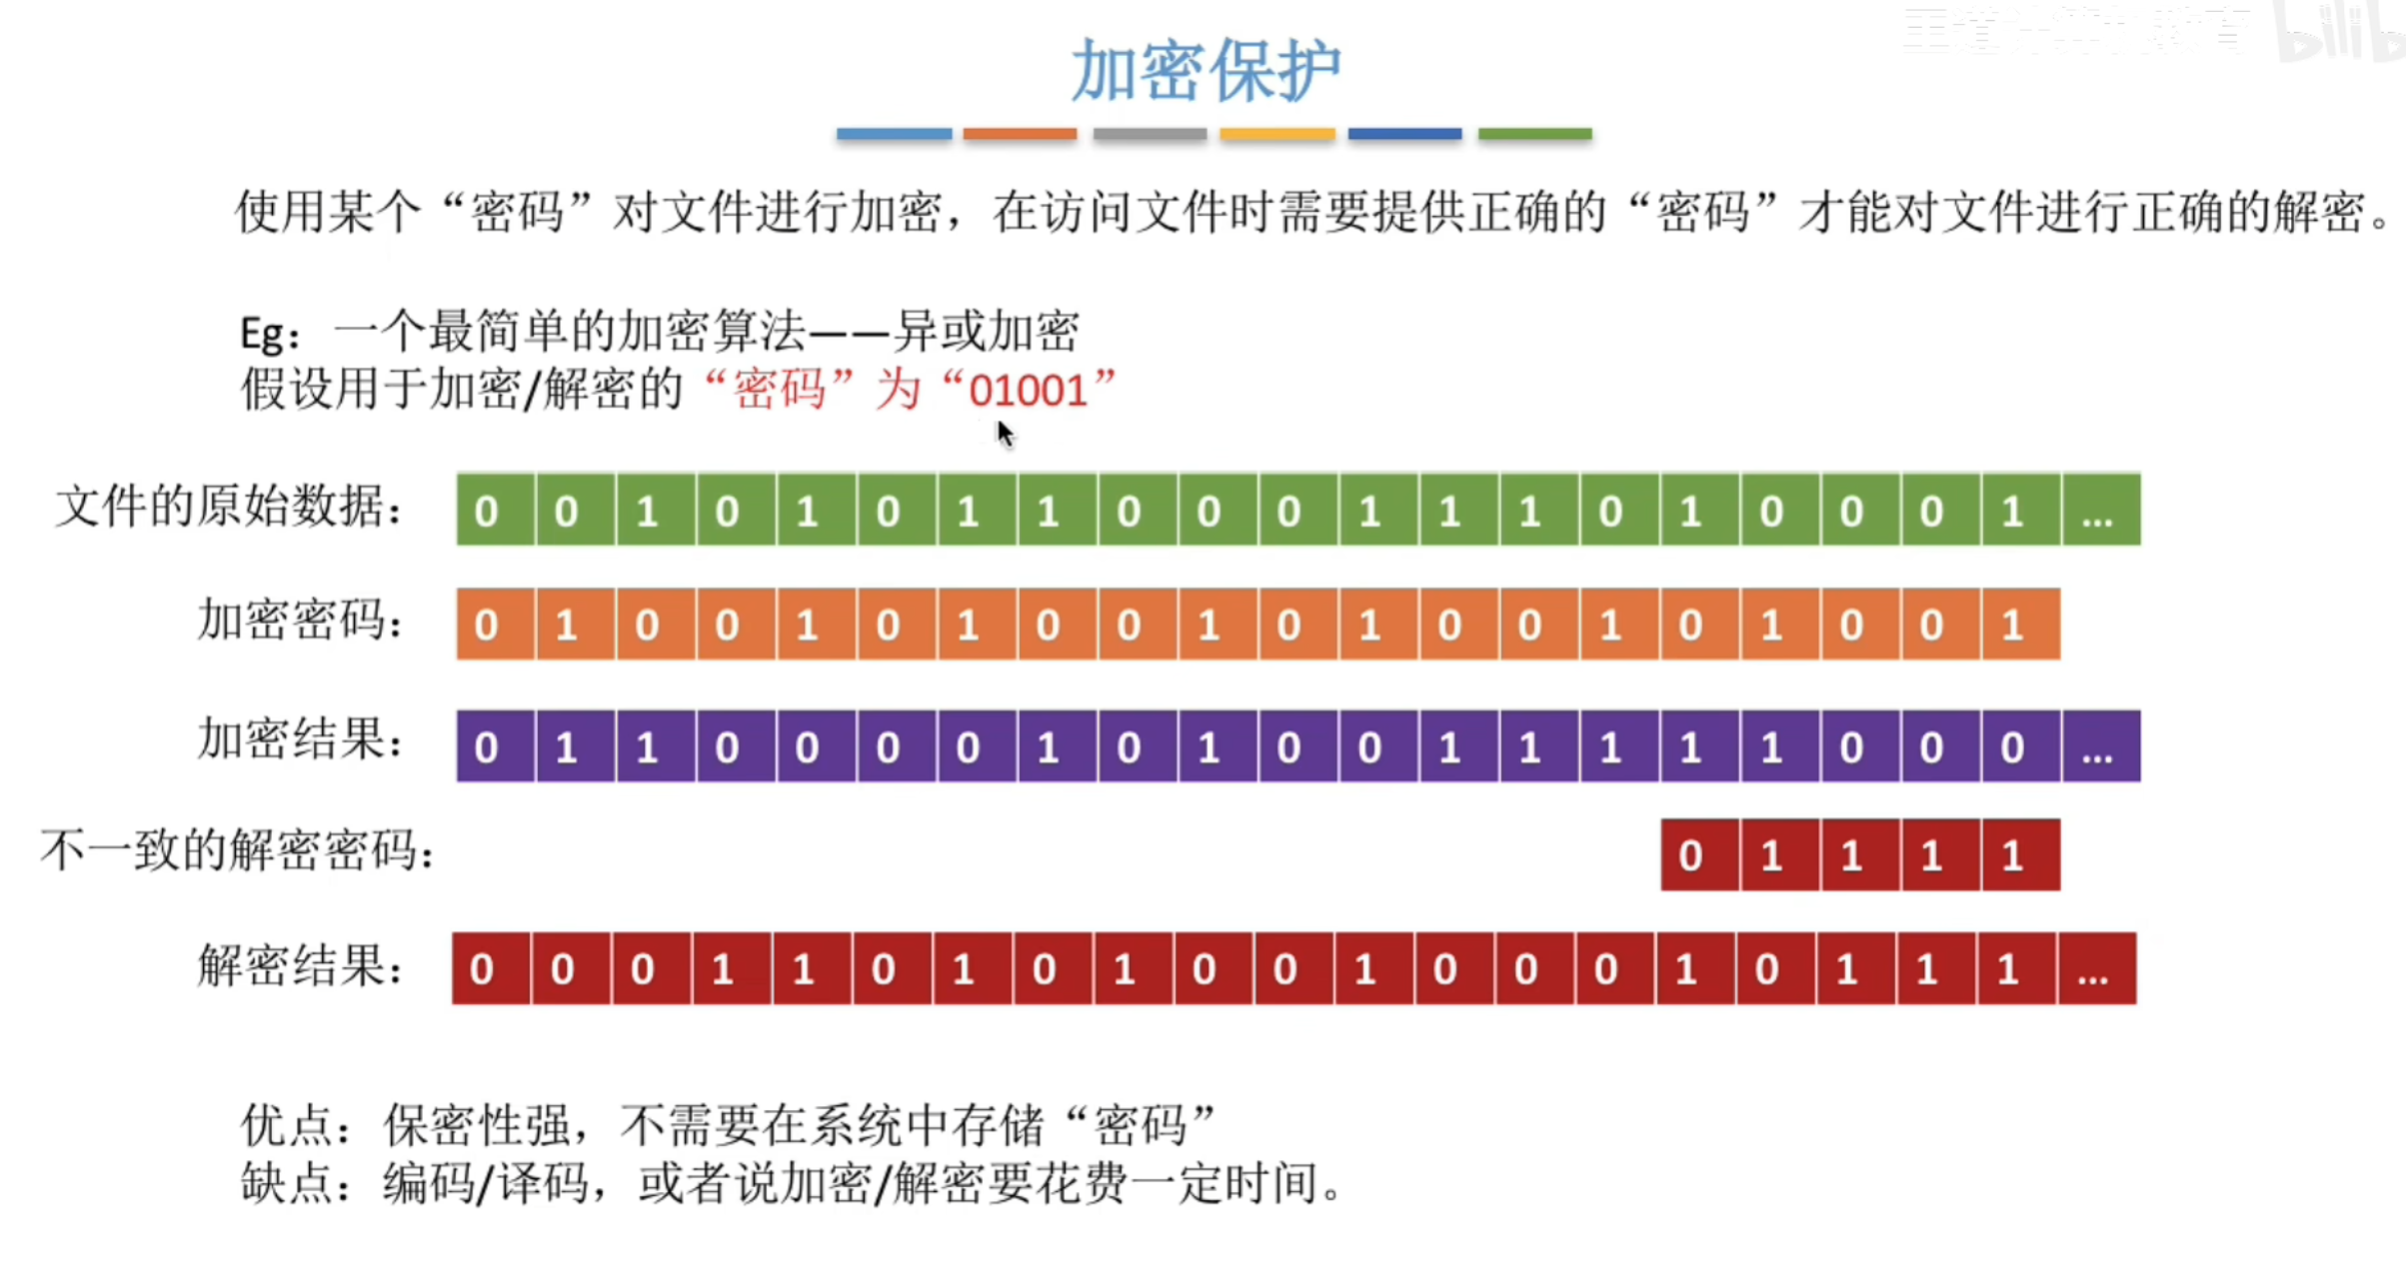 王道计算机教育 bilib
加密保护
使用某个“密码”对文件进行加密，在访问文件时需要提供正确的“密码”才能对文件进行正确的解密。
Eg：一个最简单的加密算法——异或加密
假设用于加密/解密的“密码”为“01001”
文件的原始数据： 0 0 1 0 1 0 1 1 0 0 0 1 1 1 0 1 0 0 0 1 ...
加密密码： 0 1 0 0 1 0 1 0 0 1 0 1 0 0 1 0 1 0 0 1
加密结果： 0 1 1 0 0 0 0 1 0 1 0 0 1 1 1 1 1 0 0 0 ...
不一致的解密密码： 0 1 1 1 1
解密结果： 0 0 0 1 1 0 1 0 1 0 0 1 0 0 0 1 0 1 1 1 ...
优点：保密性强，不需要在系统中存储“密码”
缺点：编码/译码，或者说加密/解密要花费一定时间。